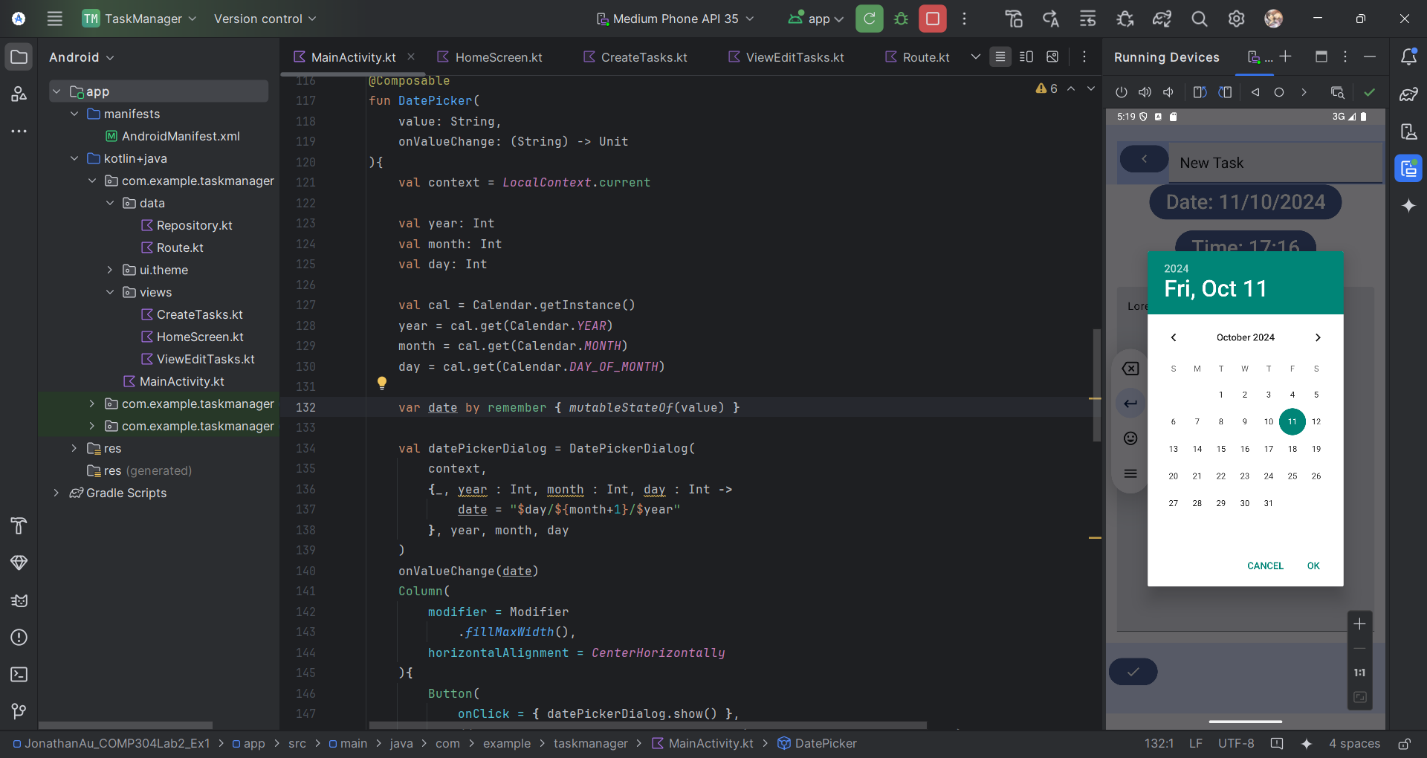 TM TaskManager Version control Medium Phone API 35 app
Android MainActivity.kt HomeScreen.kt CreateTasks.kt ViewEditTasks.kt Route.kt Running Devices ...
app
manifests
AndroidManifest.xml
kotlin+java
com.example.taskmanager
data
Repository.kt
Route.kt
ui.theme
views
CreateTasks.kt
HomeScreen.kt
ViewEditTasks.kt
MainActivity.kt
com.example.taskmanager
com.example.taskmanager
res
res (generated)
Gradle Scripts
6
116 @Composable
117 fun DatePicker(
118 value: String,
119 onValueChange: (String) -> Unit
120 ){
121 val context = LocalContext.current
122
123 val year: Int
124 val month: Int
125 val day: Int
126
127 val cal = Calendar.getInstance()
128 year = cal.get(Calendar.YEAR)
129 month = cal.get(Calendar.MONTH)
130 day = cal.get(Calendar.DAY_OF_MONTH)
131
132 var date by remember { mutableStateOf(value) }
133
134 val datePickerDialog = DatePickerDialog(
135 context,
136 {_, year : Int, month : Int, day : Int ->
137 date = "$day/${month+1}/$year"
138 }, year, month, day
139 )
140 onValueChange(date)
141 Column(
142 modifier = Modifier
143 .fillMaxWidth(),
144 horizontalAlignment = CenterHorizontally
145 ){
146 Button(
147 onClick = { datePickerDialog.show() },
5:19 3G
New Task
Date: 11/10/2024
Time: 17:16
Lore
2024
Fri, Oct 11
October 2024
S M T W T F S
1 2 3 4 5
6 7 8 9 10 11 12
13 14 15 16 17 18 19
20 21 22 23 24 25 26
27 28 29 30 31
CANCEL OK
1:1
JonathanAu_COMP304Lab2_Ex1 > app > src > main > java > com > example > taskmanager > MainActivity.kt > DatePicker 132:1 LF UTF-8 4 spaces